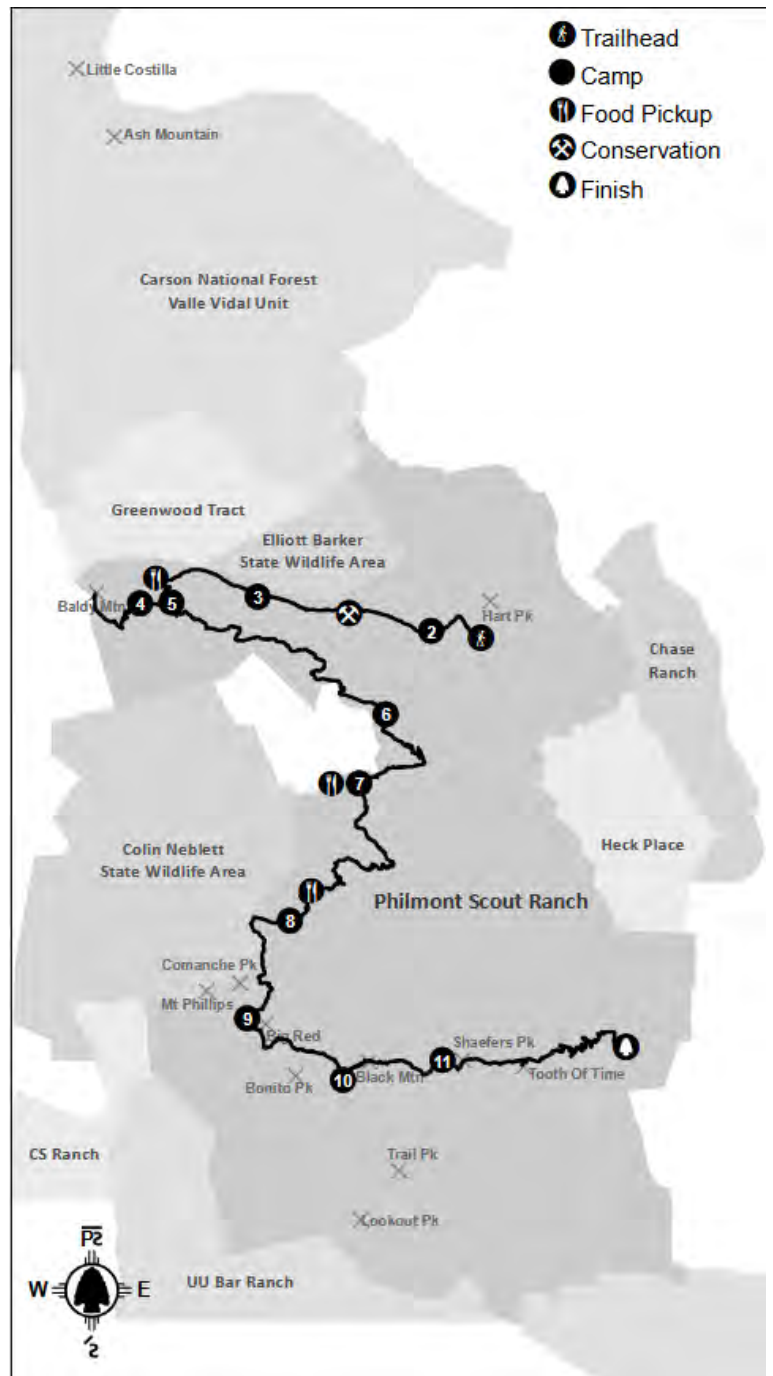 Trailhead
Camp
Food Pickup
Conservation
Finish
Little Costilla
Ash Mountain
Carson National Forest
Valle Vidal Unit
Greenwood Tract
Elliott Barker
State Wildlife Area
Baldy Mtn
4
5
3
2
Hart Pk
Chase
Ranch
6
7
Colin Neblett
State Wildlife Area
Heck Place
Philmont Scout Ranch
8
Comanche Pk
Mt Phillips
9
Big Red
Bonito Pk
10
Black Mtn
11
Shaefers Pk
Tooth Of Time
CS Ranch
Trail Pk
Lookout Pk
UU Bar Ranch
W
E